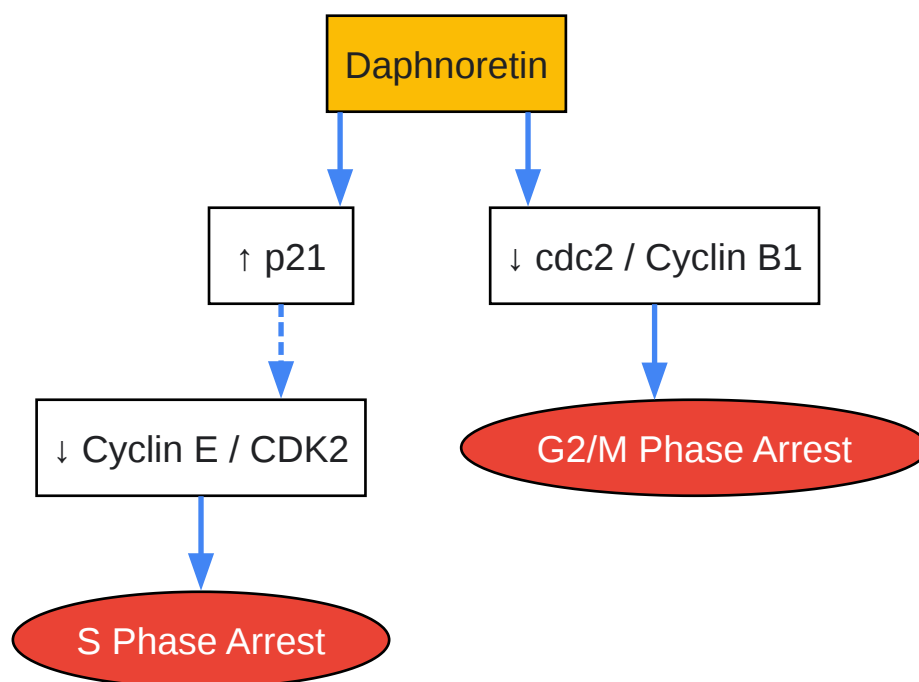 Daphnoretin
↑ p21
↓ cdc2 / Cyclin B1
↓ Cyclin E / CDK2
G2/M Phase Arrest
S Phase Arrest